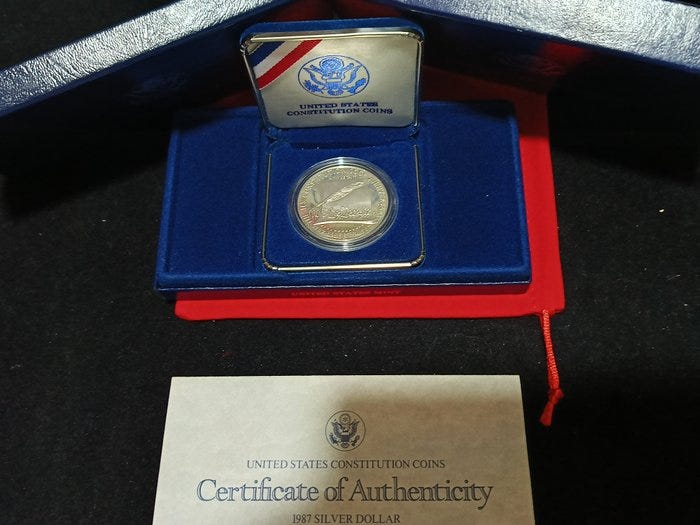 UNITED STATES
CONSTITUTION COINS
UNITED STATES MINT
UNITED STATES CONSTITUTION COINS
Certificate of Authenticity
1987 SILVER DOLLAR